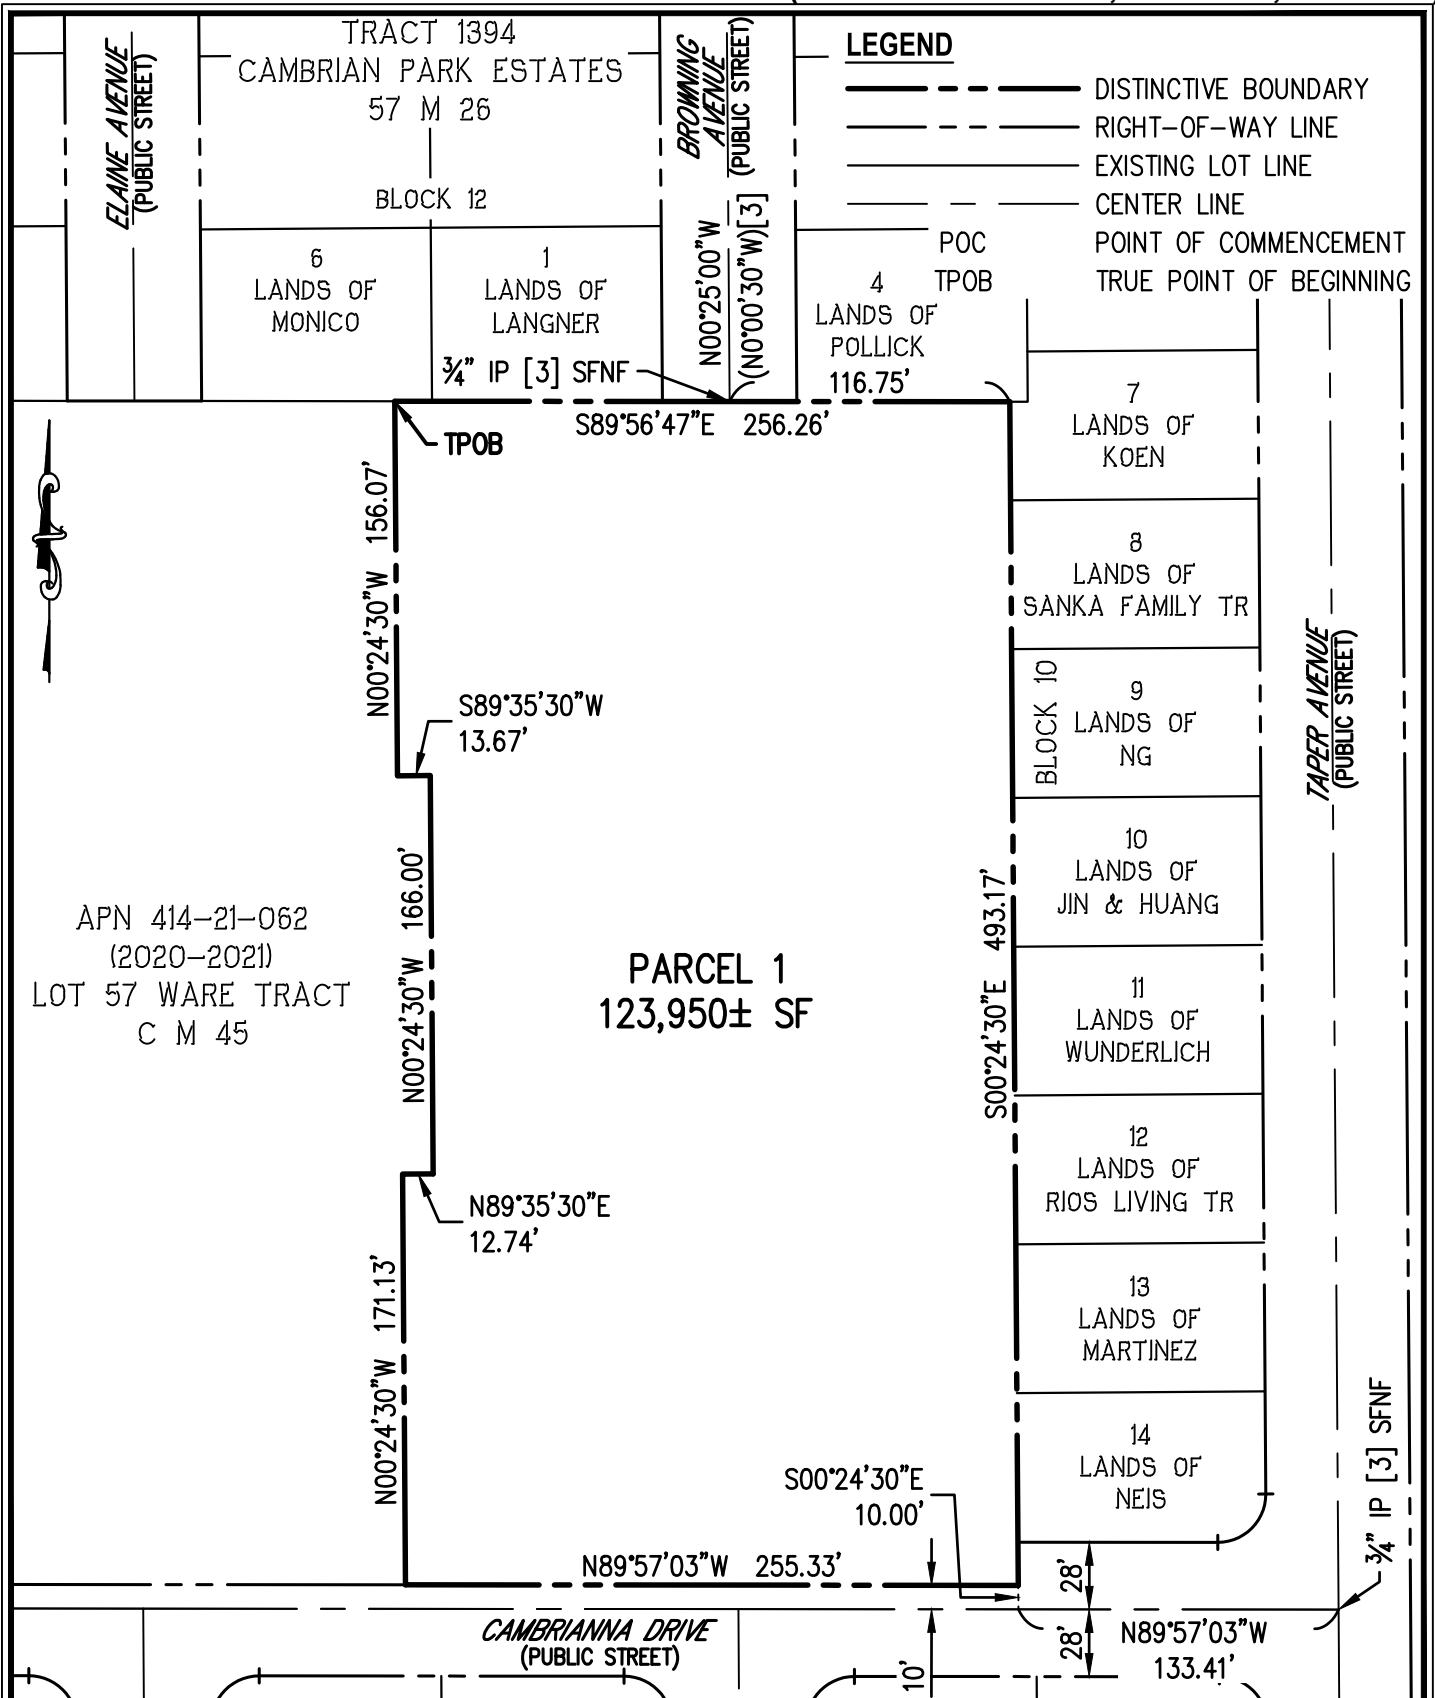 TRACT 1394
CAMBRIAN PARK ESTATES
57 M 26
BLOCK 12
ELAINE AVENUE
(PUBLIC STREET)
BROWNING
AVENUE
(PUBLIC STREET)
N00°25'00"W
(N0°00'30"W)[3]
LEGEND
DISTINCTIVE BOUNDARY
RIGHT-OF-WAY LINE
EXISTING LOT LINE
CENTER LINE
POC POINT OF COMMENCEMENT
TPOB TRUE POINT OF BEGINNING
6
LANDS OF
MONICO
1
LANDS OF
LANGNER
4
LANDS OF
POLLICK
116.75'
¾" IP [3] SFNF
S89°56'47"E 256.26'
TPOB
N00°24'30"W 156.07'
S89°35'30"W
13.67'
N00°24'30"W 166.00'
N89°35'30"E
12.74'
N00°24'30"W 171.13'
APN 414-21-062
(2020-2021)
LOT 57 WARE TRACT
C M 45
PARCEL 1
123,950± SF
S00°24'30"E 493.17'
7
LANDS OF
KOEN
8
LANDS OF
SANKA FAMILY TR
BLOCK 10
9
LANDS OF
NG
10
LANDS OF
JIN & HUANG
11
LANDS OF
WUNDERLICH
12
LANDS OF
RIOS LIVING TR
13
LANDS OF
MARTINEZ
14
LANDS OF
NEIS
TAPER AVENUE
(PUBLIC STREET)
¾" IP [3] SFNF
S00°24'30"E
10.00'
N89°57'03"W 255.33'
28'
28'
10'
N89°57'03"W
133.41'
CAMBRIANNA DRIVE
(PUBLIC STREET)